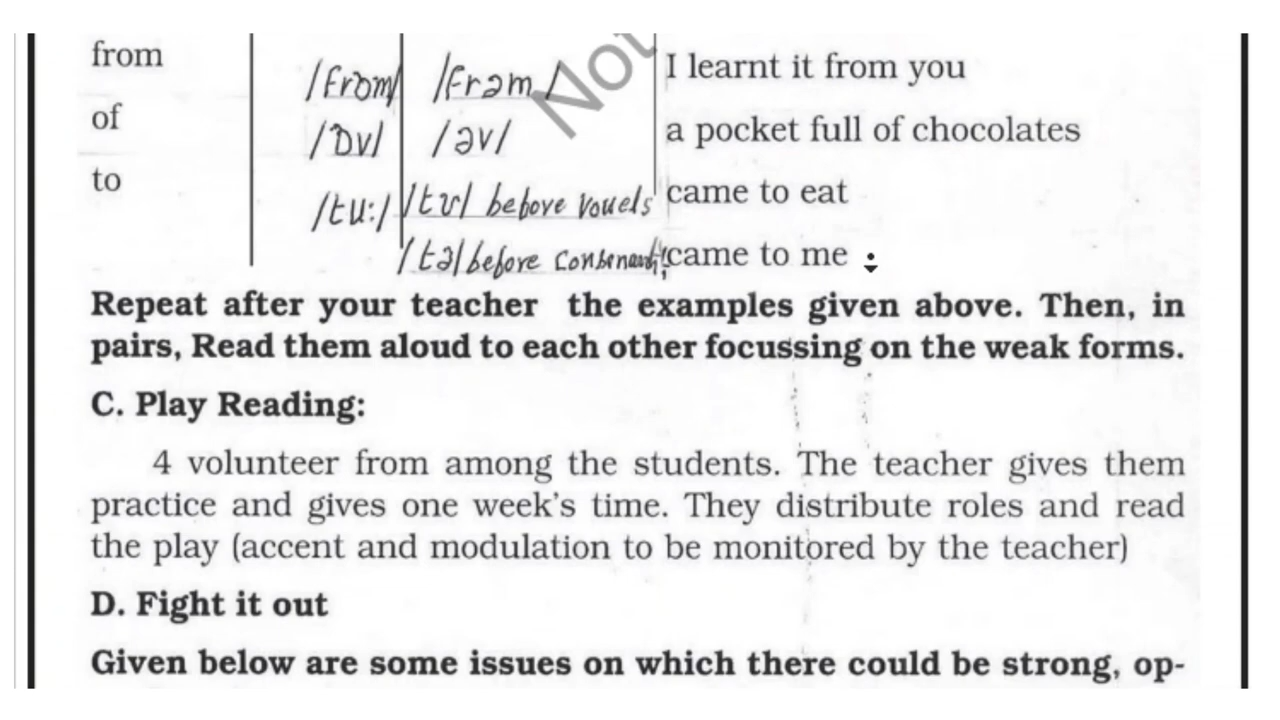 from /frɒm/ /frəm/ I learnt it from you
of /ɒv/ /əv/ a pocket full of chocolates
to /tu:/ /tʊ/ before vowels came to eat
/tə/ before consonants came to me :
Not
Repeat after your teacher the examples given above. Then, in
pairs, Read them aloud to each other focussing on the weak forms.
C. Play Reading:
4 volunteer from among the students. The teacher gives them
practice and gives one week's time. They distribute roles and read
the play (accent and modulation to be monitored by the teacher)
D. Fight it out
Given below are some issues on which there could be strong, op-